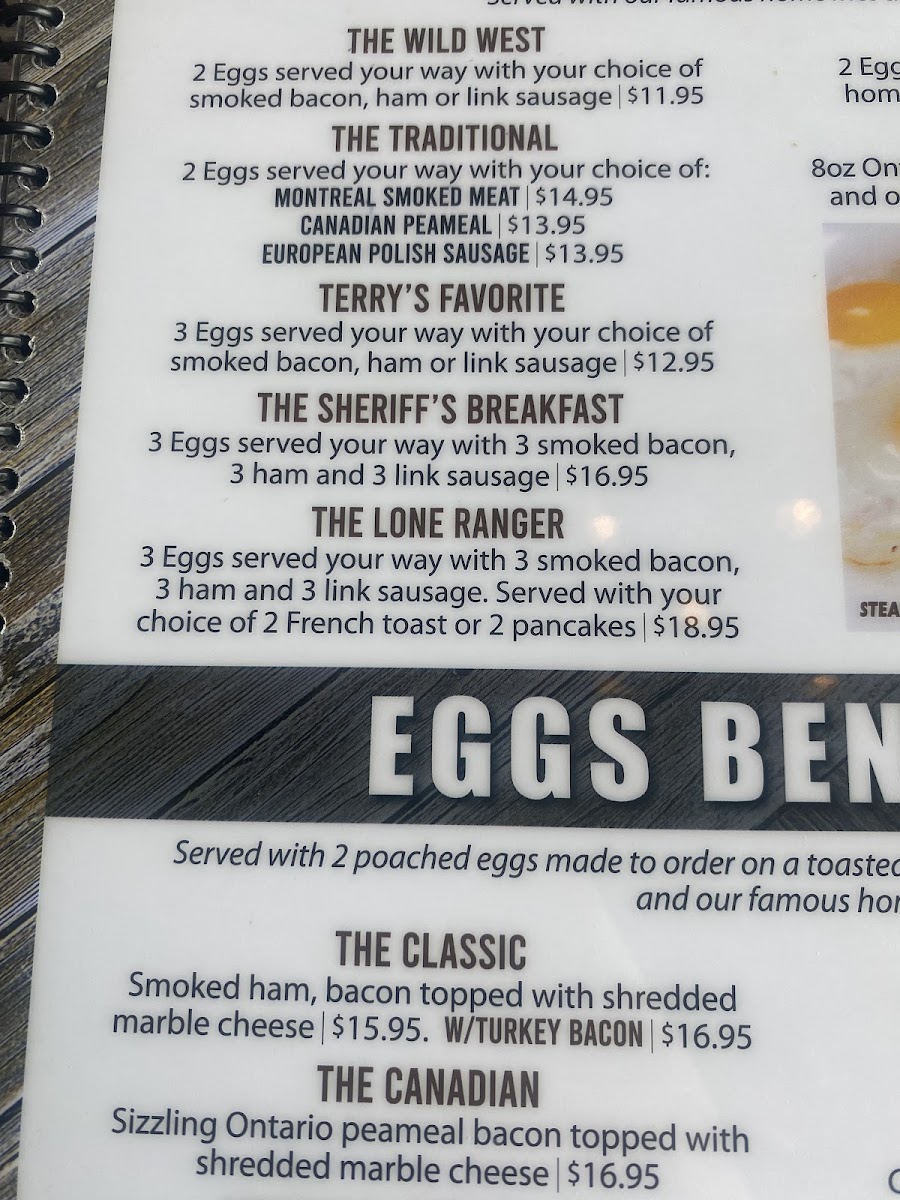 THE WILD WEST
2 Eggs served your way with your choice of
smoked bacon, ham or link sausage | $11.95
THE TRADITIONAL
2 Eggs served your way with your choice of:
MONTREAL SMOKED MEAT | $14.95
CANADIAN PEAMEAL | $13.95
EUROPEAN POLISH SAUSAGE | $13.95
TERRY'S FAVORITE
3 Eggs served your way with your choice of
smoked bacon, ham or link sausage | $12.95
THE SHERIFF'S BREAKFAST
3 Eggs served your way with 3 smoked bacon,
3 ham and 3 link sausage | $16.95
THE LONE RANGER
3 Eggs served your way with 3 smoked bacon,
3 ham and 3 link sausage. Served with your
choice of 2 French toast or 2 pancakes | $18.95
2
8oz
and
EGGS
Served with 2 poached eggs made to order on a toasted
and our famous
THE CLASSIC
Smoked ham, bacon topped with shredded
marble cheese | $15.95. W/TURKEY BACON | $16.95
THE CANADIAN
Sizzling Ontario peameal bacon topped with
shredded marble cheese | $16.95